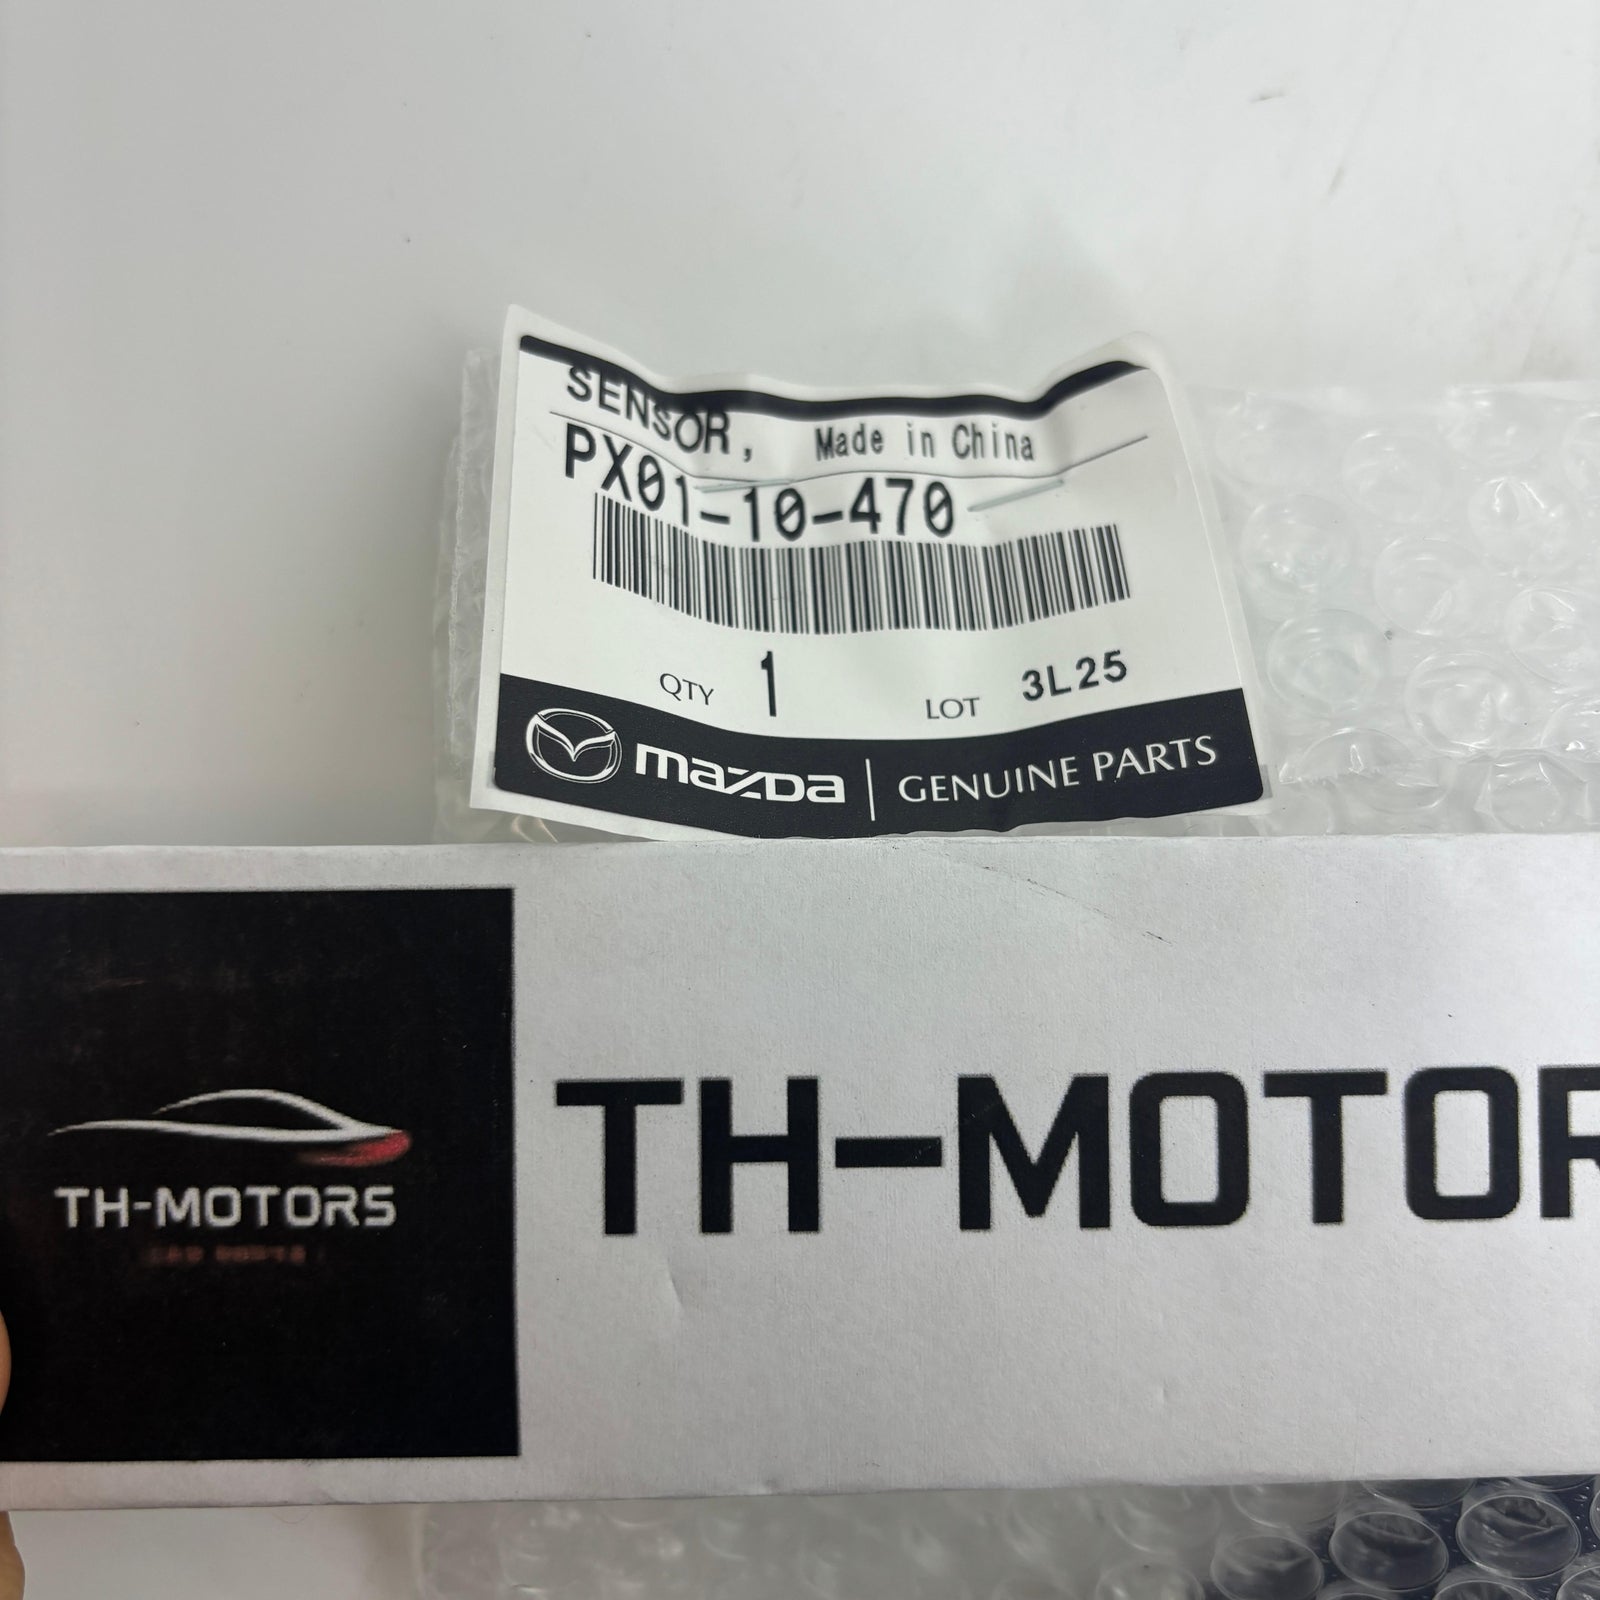 SENSOR, Made in China
PX01-10-470
QTY 1 LOT 3L25
mazda GENUINE PARTS
TH-MOTORS
TH-MOTOR